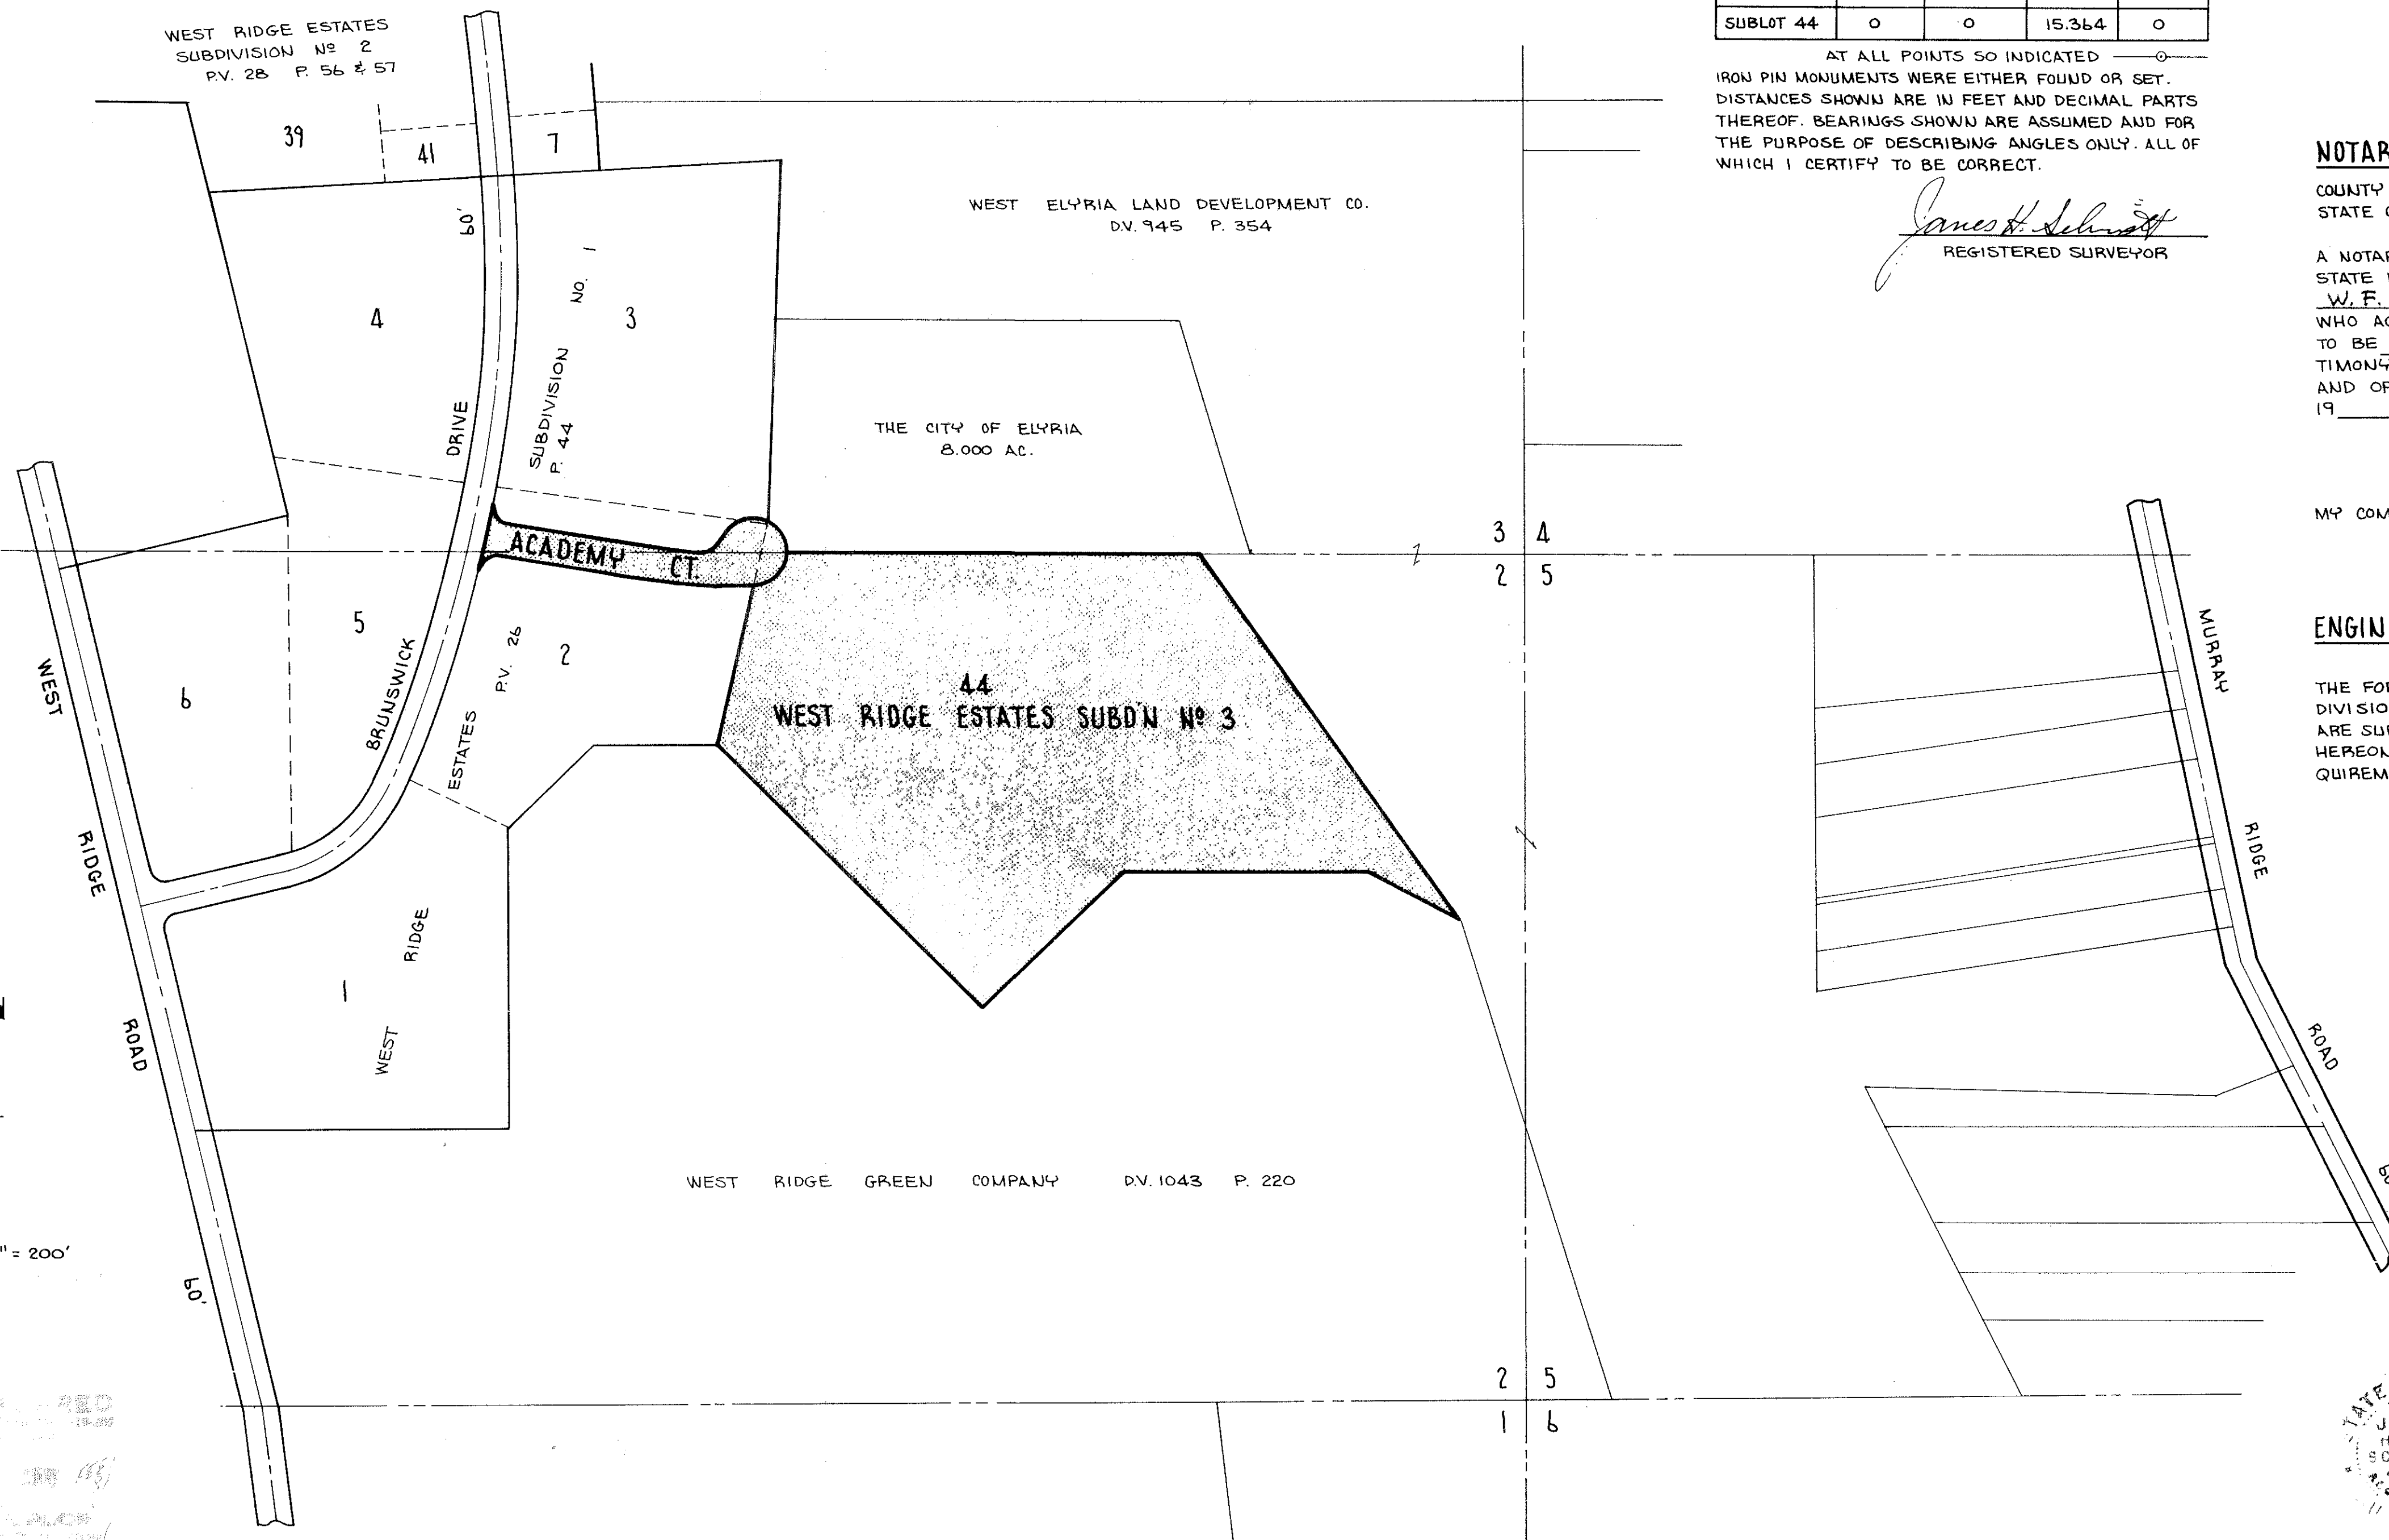 WEST RIDGE ESTATES
SUBDIVISION Nº 2
P.V. 28 P. 56 & 57
SUBLOT 44 0 0 15.364 0
AT ALL POINTS SO INDICATED
IRON PIN MONUMENTS WERE EITHER FOUND OR SET.
DISTANCES SHOWN ARE IN FEET AND DECIMAL PARTS
THEREOF. BEARINGS SHOWN ARE ASSUMED AND FOR
THE PURPOSE OF DESCRIBING ANGLES ONLY. ALL OF
WHICH I CERTIFY TO BE CORRECT.
James H. Schmidt
REGISTERED SURVEYOR
NOTAR
COUNTY
STATE O
A NOTAR
STATE
W. F.
WHO AC
TO BE
TIMONY
AND OF
19
MY COM
ENGIN
THE FOR
DIVISIO
ARE SUR
HEREON
QUIREM
39
41
7
60'
4
SUBDIVISION NO. 1
P. 44
3
WEST ELYRIA LAND DEVELOPMENT CO.
D.V. 945 P. 354
THE CITY OF ELYRIA
8.000 AC.
BRUNSWICK DRIVE
ACADEMY CT.
3 4
2 5
5
6
2
WEST RIDGE ESTATES P.V. 26
44
WEST RIDGE ESTATES SUBD'N Nº 3
WEST RIDGE ROAD
60'
1
MURRAY RIDGE ROAD
60
WEST RIDGE GREEN COMPANY D.V. 1043 P. 220
" = 200'
2 5
1 6